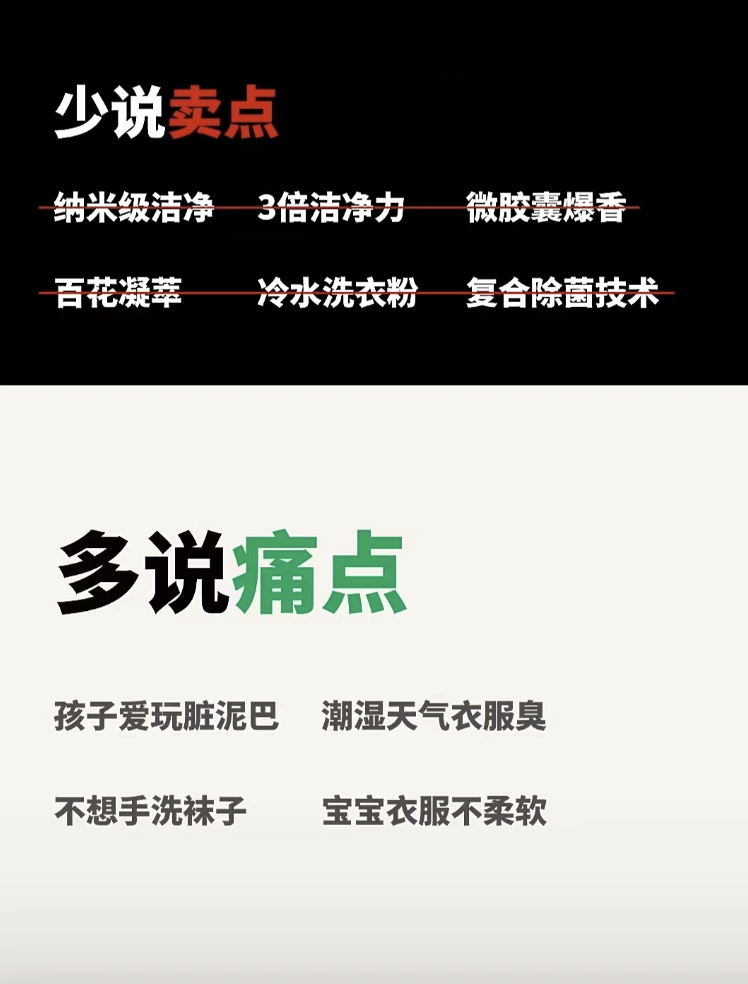 少说卖点
纳米级洁净 3倍洁净力 微胶囊爆香
百花凝萃 冷水洗衣粉 复合除菌技术
多说痛点
孩子爱玩脏泥巴 潮湿天气衣服臭
不想手洗袜子 宝宝衣服不柔软